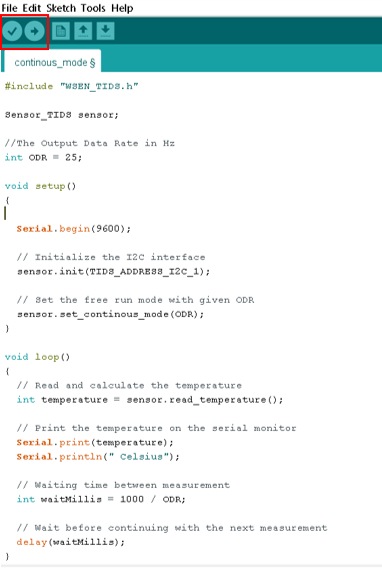 File Edit Sketch Tools Help
continous_mode §
#include "WSEN_TIDS.h"
Sensor_TIDS sensor;
//The Output Data Rate in Hz
int ODR = 25;
void setup()
{
Serial.begin(9600);
// Initialize the I2C interface
sensor.init(TIDS_ADDRESS_I2C_1);
// Set the free run mode with given ODR
sensor.set_continous_mode(ODR);
}
void loop()
{
// Read and calculate the temperature
int temperature = sensor.read_temperature();
// Print the temperature on the serial monitor
Serial.print(temperature);
Serial.println(" Celsius");
// Waiting time between measurement
int waitMillis = 1000 / ODR;
// Wait before continuing with the next measurement
delay(waitMillis);
}